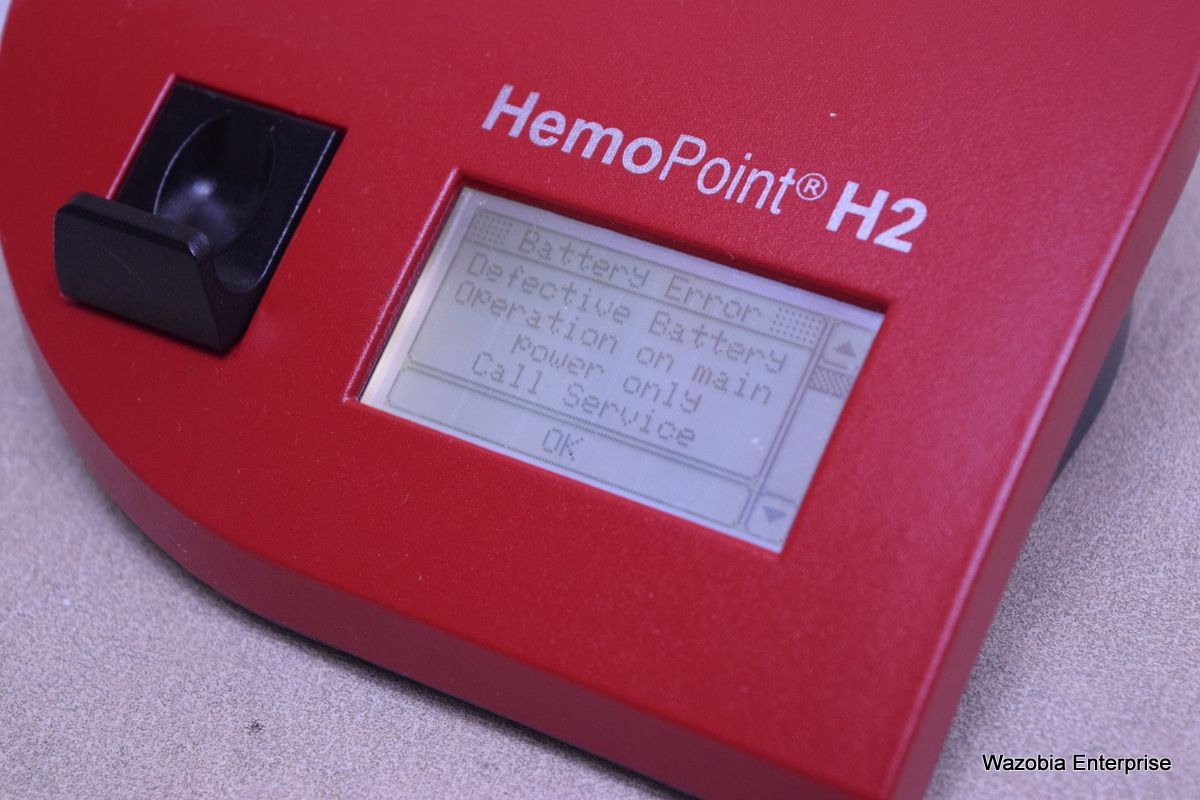 HemoPoint® H2
Battery Error
Defective Battery
Operation on main
power only
Call Service
OK
Wazobia Enterprise